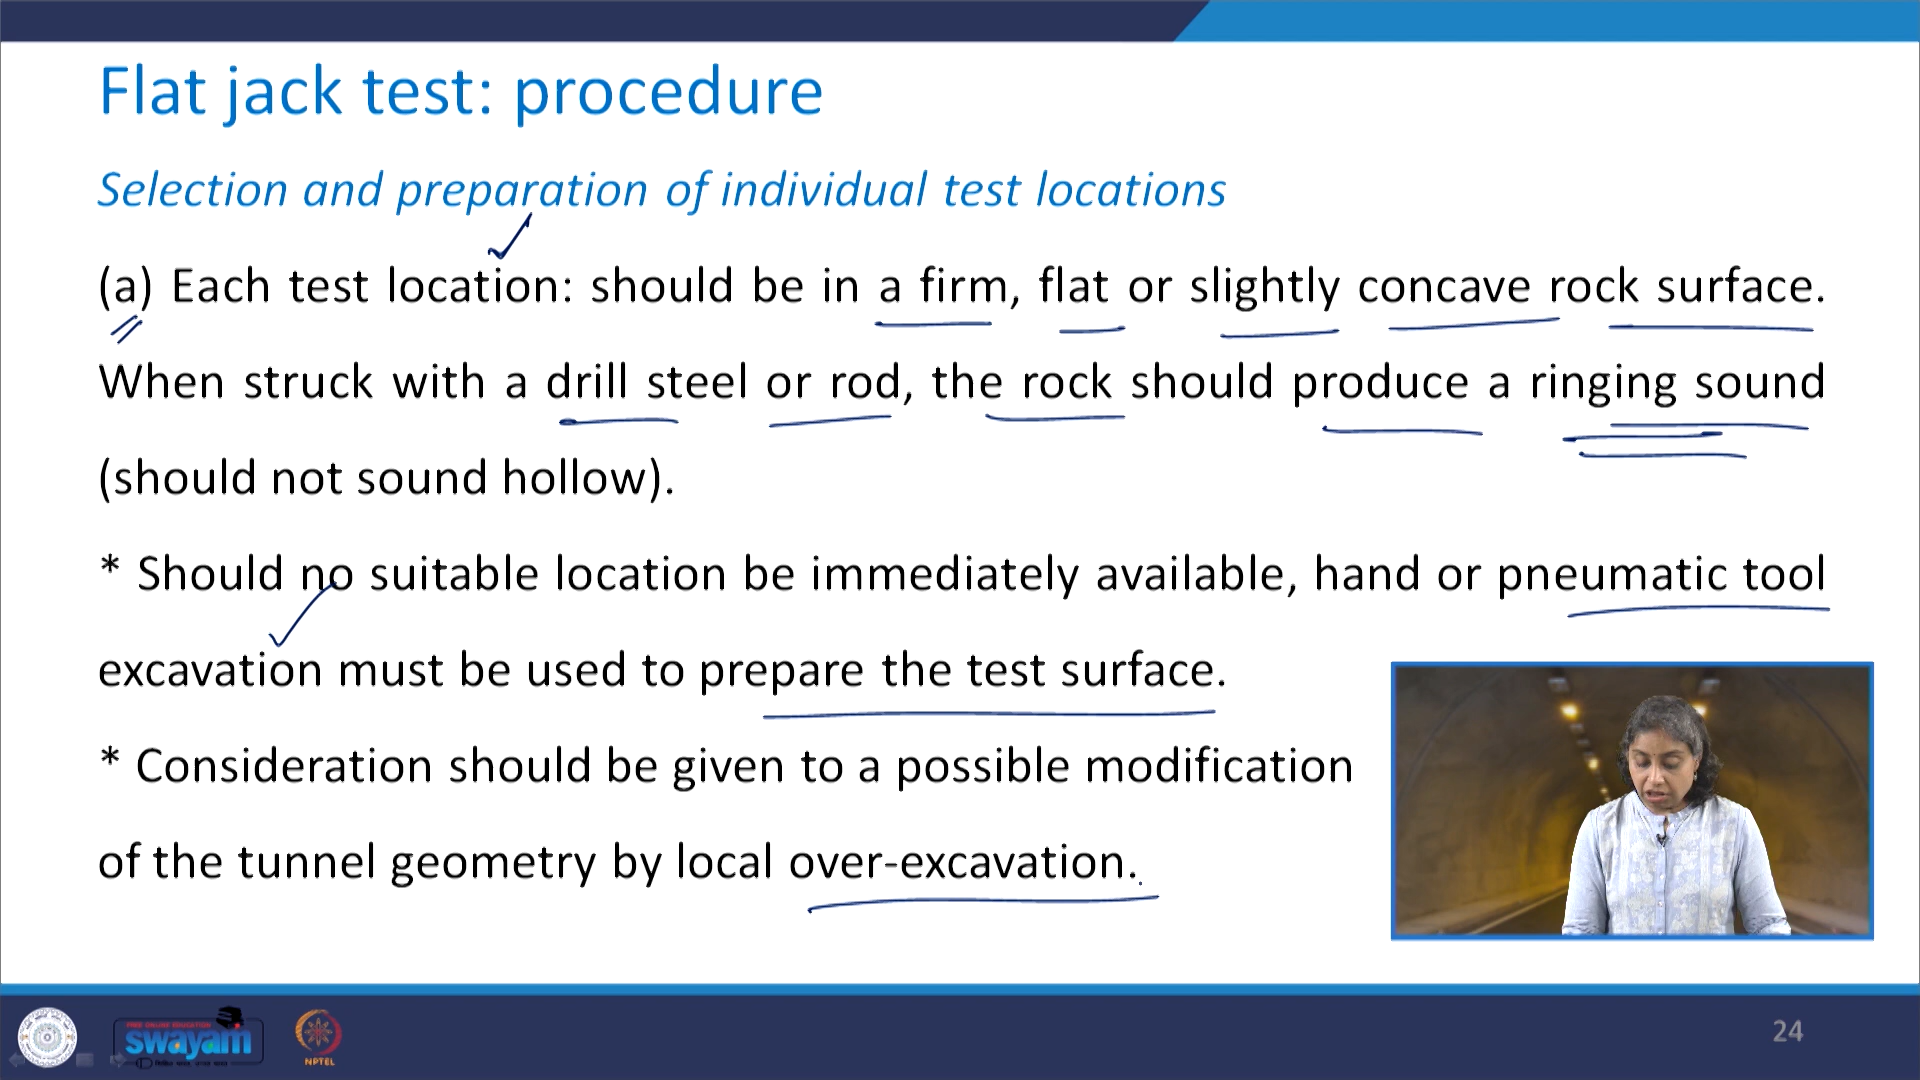 Flat jack test: procedure
Selection and preparation of individual test locations
(a) Each test location: should be in a firm, flat or slightly concave rock surface.
When struck with a drill steel or rod, the rock should produce a ringing sound
(should not sound hollow).
* Should no suitable location be immediately available, hand or pneumatic tool
excavation must be used to prepare the test surface.
* Consideration should be given to a possible modification
of the tunnel geometry by local over-excavation.
FREE ONLINE EDUCATION
swayam
NPTEL
24